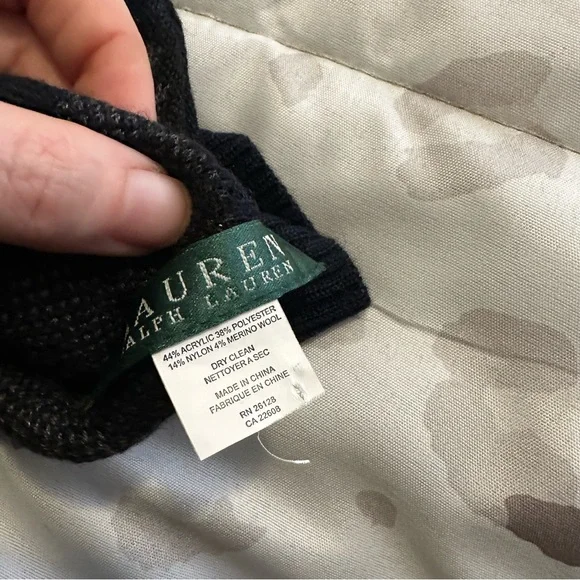 LAUREN
RALPH LAUREN
44% ACRYLIC 38% POLYESTER
14% NYLON 4% MERINO WOOL
DRY CLEAN
NETTOYER A SEC
MADE IN CHINA
FABRIQUE EN CHINE
RN 26128
CA 22608